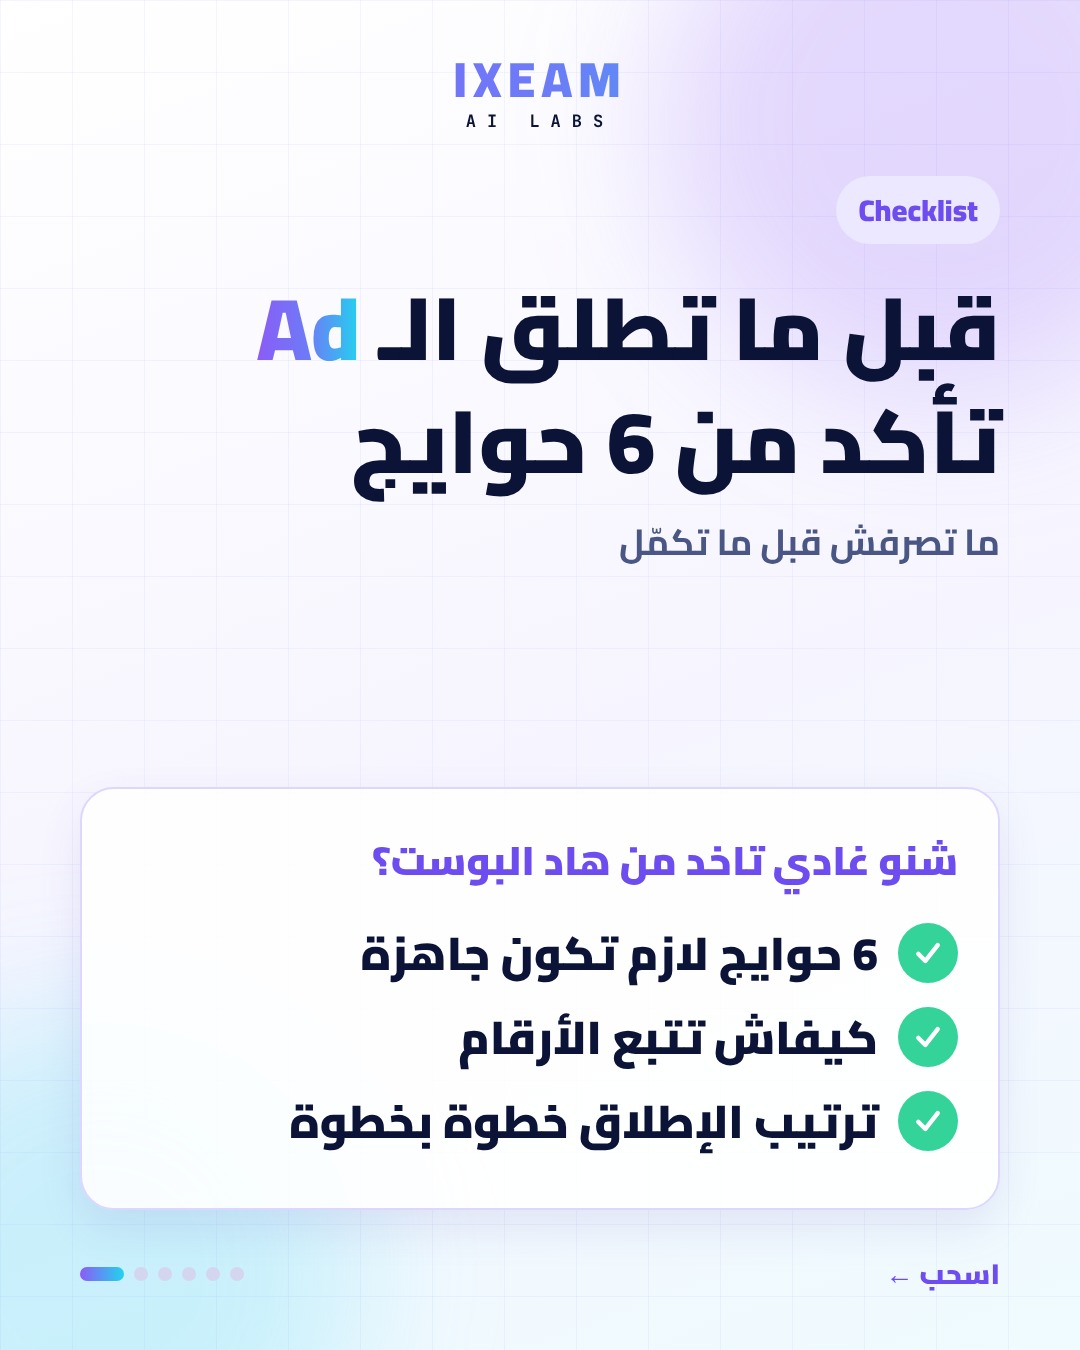 IXEAM
AI LABS
Checklist
قبل ما تطلق الـ Ad
تأكد من 6 حوايج
ما تصرفش قبل ما تكمّل
شنو غادي تاخد من هاد البوست؟
6 حوايج لازم تكون جاهزة
كيفاش تتبع الأرقام
ترتيب الإطلاق خطوة بخطوة
اسحب ←